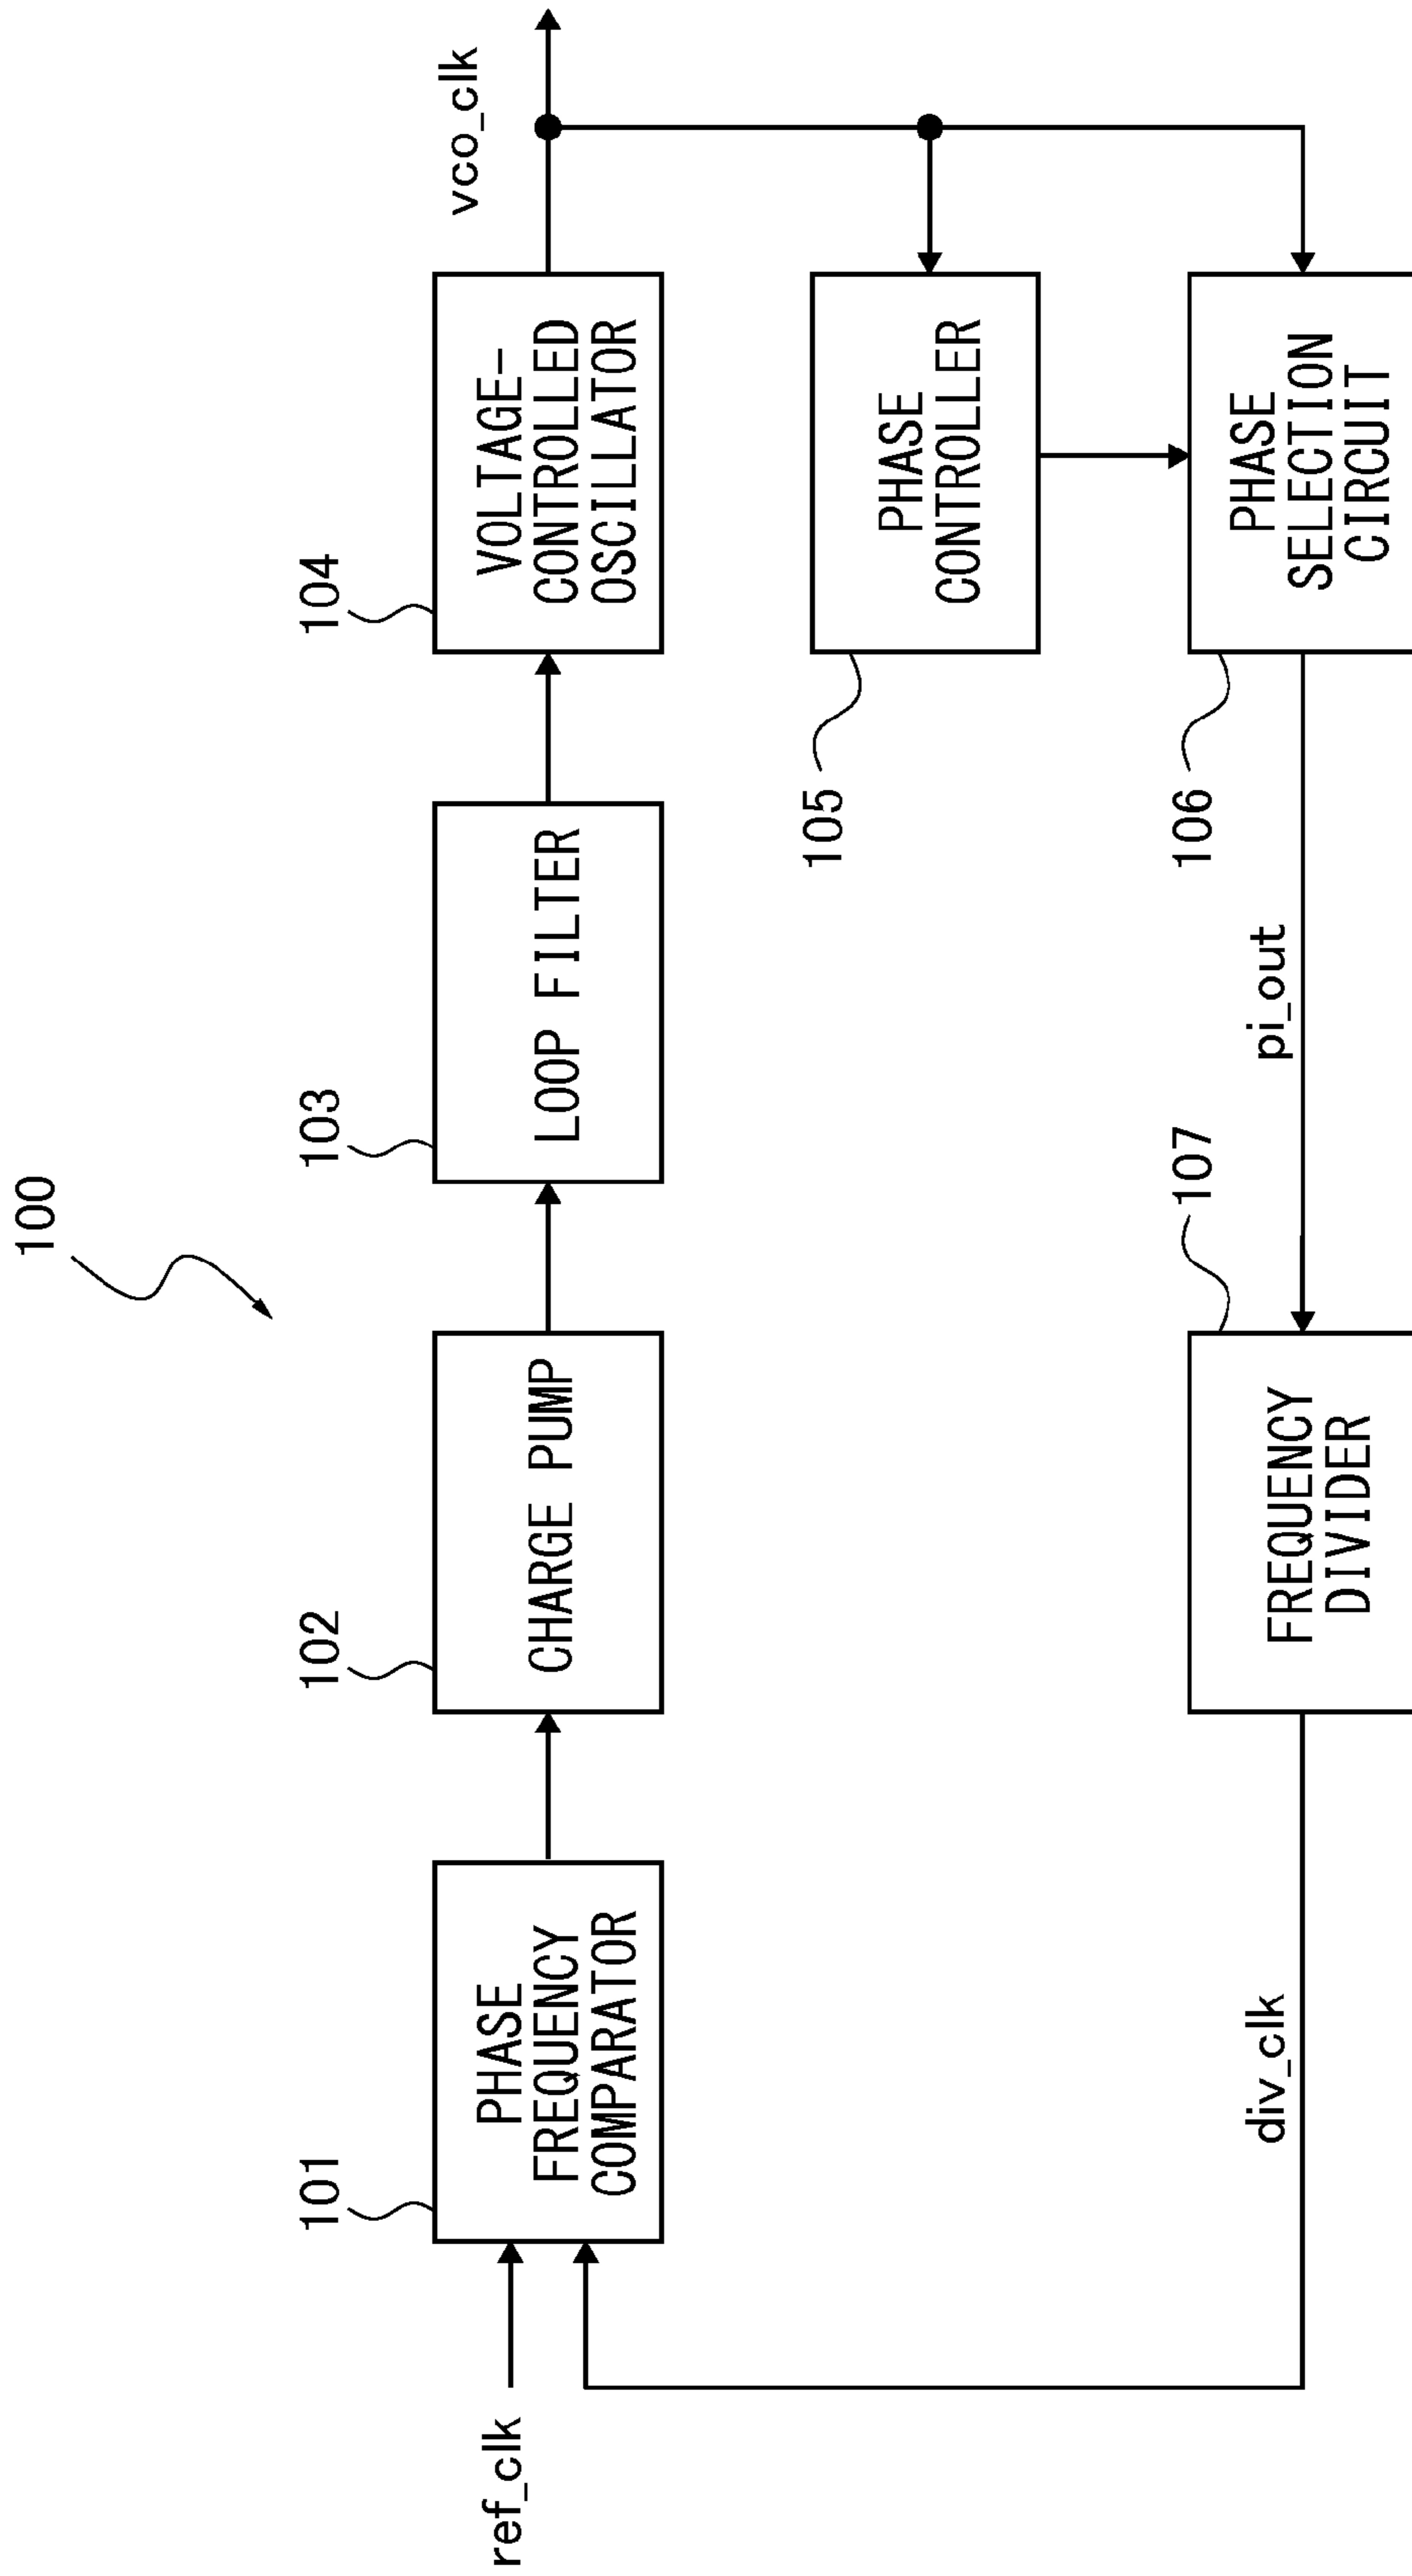 100
101
102
103
104
ref_clk
PHASE
FREQUENCY
COMPARATOR
CHARGE PUMP
LOOP FILTER
VOLTAGE-
CONTROLLED
OSCILLATOR
vco_clk
105
PHASE
CONTROLLER
div_clk
107
FREQUENCY
DIVIDER
pi_out
106
PHASE
SELECTION
CIRCUIT